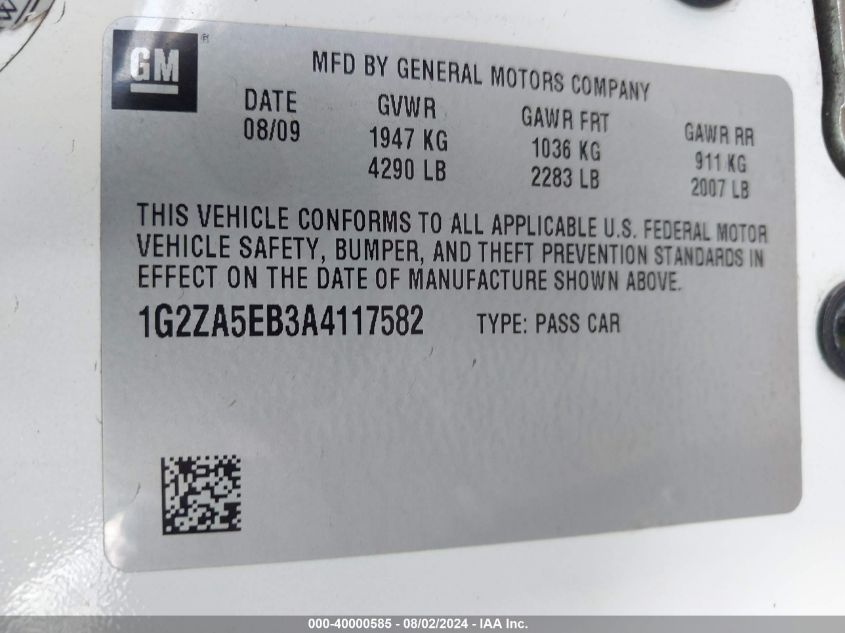 GM ®
MFD BY GENERAL MOTORS COMPANY
DATE GVWR GAWR FRT GAWR RR
08/09 1947 KG 1036 KG 911 KG
4290 LB 2283 LB 2007 LB
THIS VEHICLE CONFORMS TO ALL APPLICABLE U.S. FEDERAL MOTOR
VEHICLE SAFETY, BUMPER, AND THEFT PREVENTION STANDARDS IN
EFFECT ON THE DATE OF MANUFACTURE SHOWN ABOVE.
1G2ZA5EB3A4117582 TYPE: PASS CAR
000-40000585 - 08/02/2024 - IAA Inc.